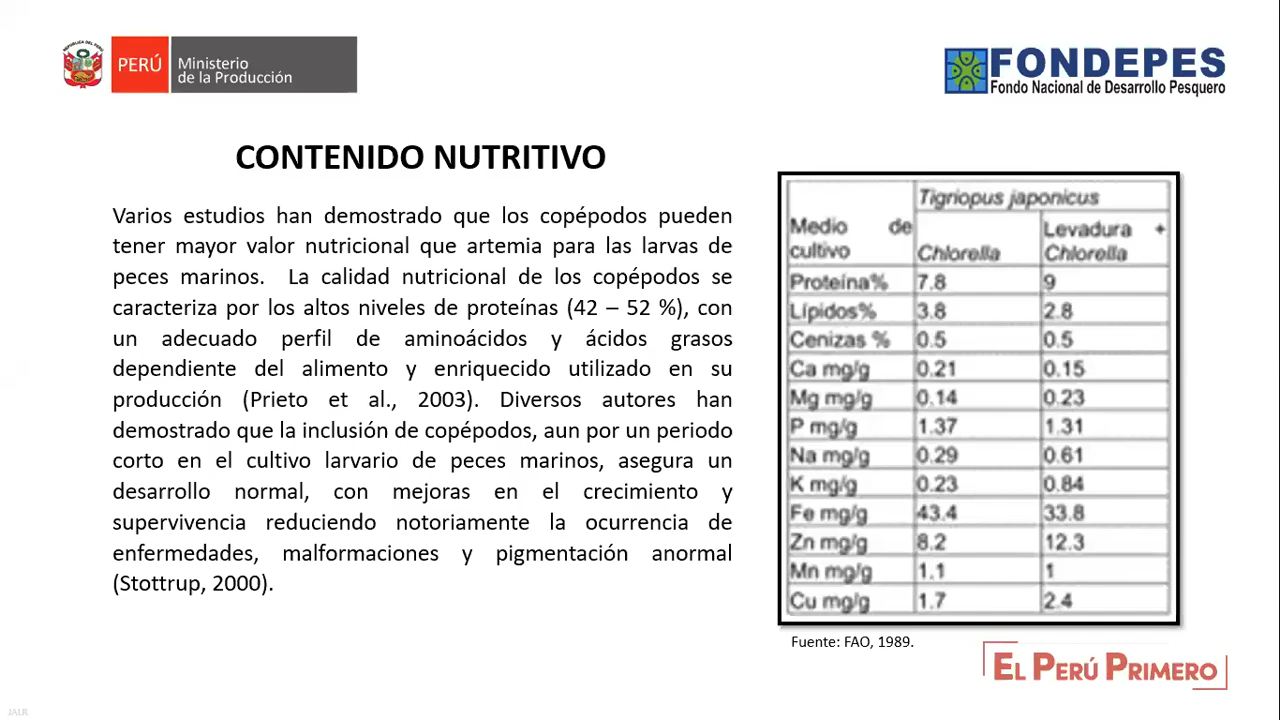 REPUBLICA DEL PERU
PERÚ
Ministerio
de la Producción
FONDEPES
Fondo Nacional de Desarrollo Pesquero
CONTENIDO NUTRITIVO
Varios estudios han demostrado que los copépodos pueden
tener mayor valor nutricional que artemia para las larvas de
peces marinos. La calidad nutricional de los copépodos se
caracteriza por los altos niveles de proteínas (42 – 52 %), con
un adecuado perfil de aminoácidos y ácidos grasos
dependiente del alimento y enriquecido utilizado en su
producción (Prieto et al., 2003). Diversos autores han
demostrado que la inclusión de copépodos, aun por un periodo
corto en el cultivo larvario de peces marinos, asegura un
desarrollo normal, con mejoras en el crecimiento y
supervivencia reduciendo notoriamente la ocurrencia de
enfermedades, malformaciones y pigmentación anormal
(Stottrup, 2000).
Tigriopus japonicus
Medio de cultivo Chlorella Levadura + Chlorella
Proteína% 7.8 9
Lípidos% 3.8 2.8
Cenizas % 0.5 0.5
Ca mg/g 0.21 0.15
Mg mg/g 0.14 0.23
P mg/g 1.37 1.31
Na mg/g 0.29 0.61
K mg/g 0.23 0.84
Fe mg/g 43.4 33.8
Zn mg/g 8.2 12.3
Mn mg/g 1.1 1
Cu mg/g 1.7 2.4
Fuente: FAO, 1989.
EL PERÚ PRIMERO
JALR